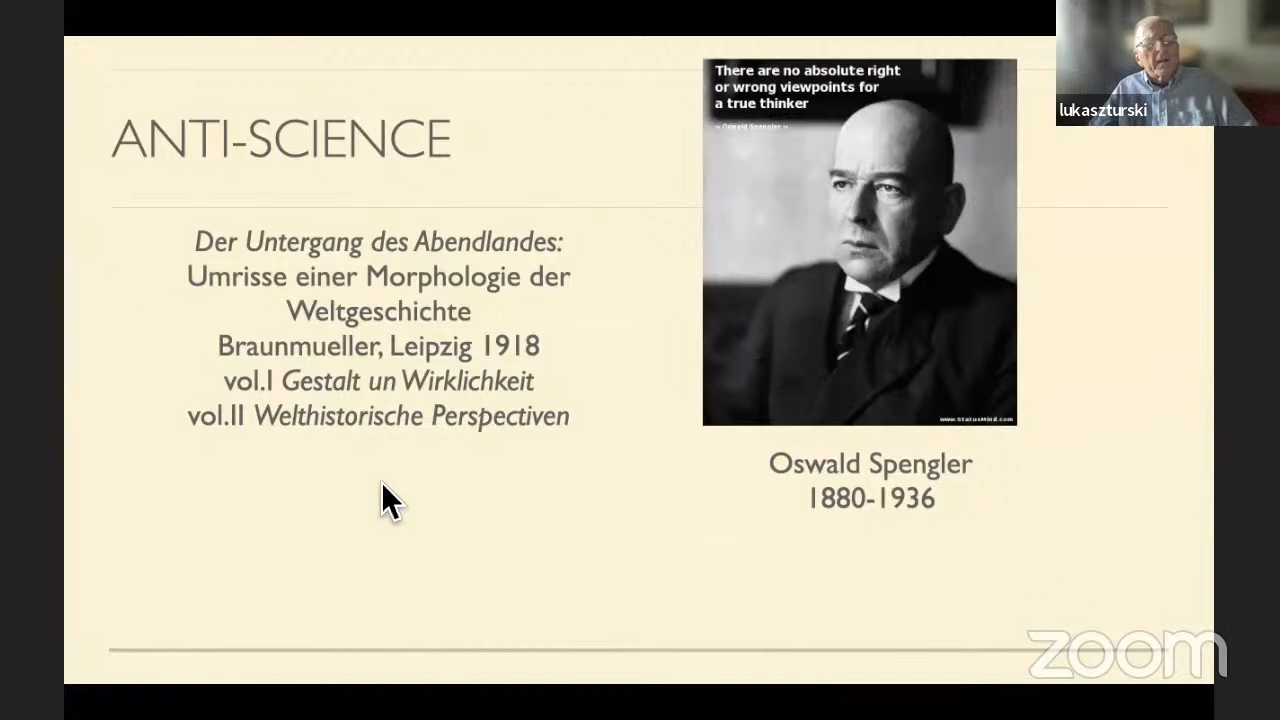 There are no absolute right
or wrong viewpoints for
a true thinker
~ Oswald Spengler ~
lukaszturski
ANTI-SCIENCE
Der Untergang des Abendlandes:
Umrisse einer Morphologie der
Weltgeschichte
Braunmueller, Leipzig 1918
vol.I Gestalt un Wirklichkeit
vol.II Welthistorische Perspectiven
www.StatusMind.com
Oswald Spengler
1880-1936
zoom